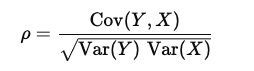 ρ = Cov(Y, X) / √(Var(Y) Var(X))